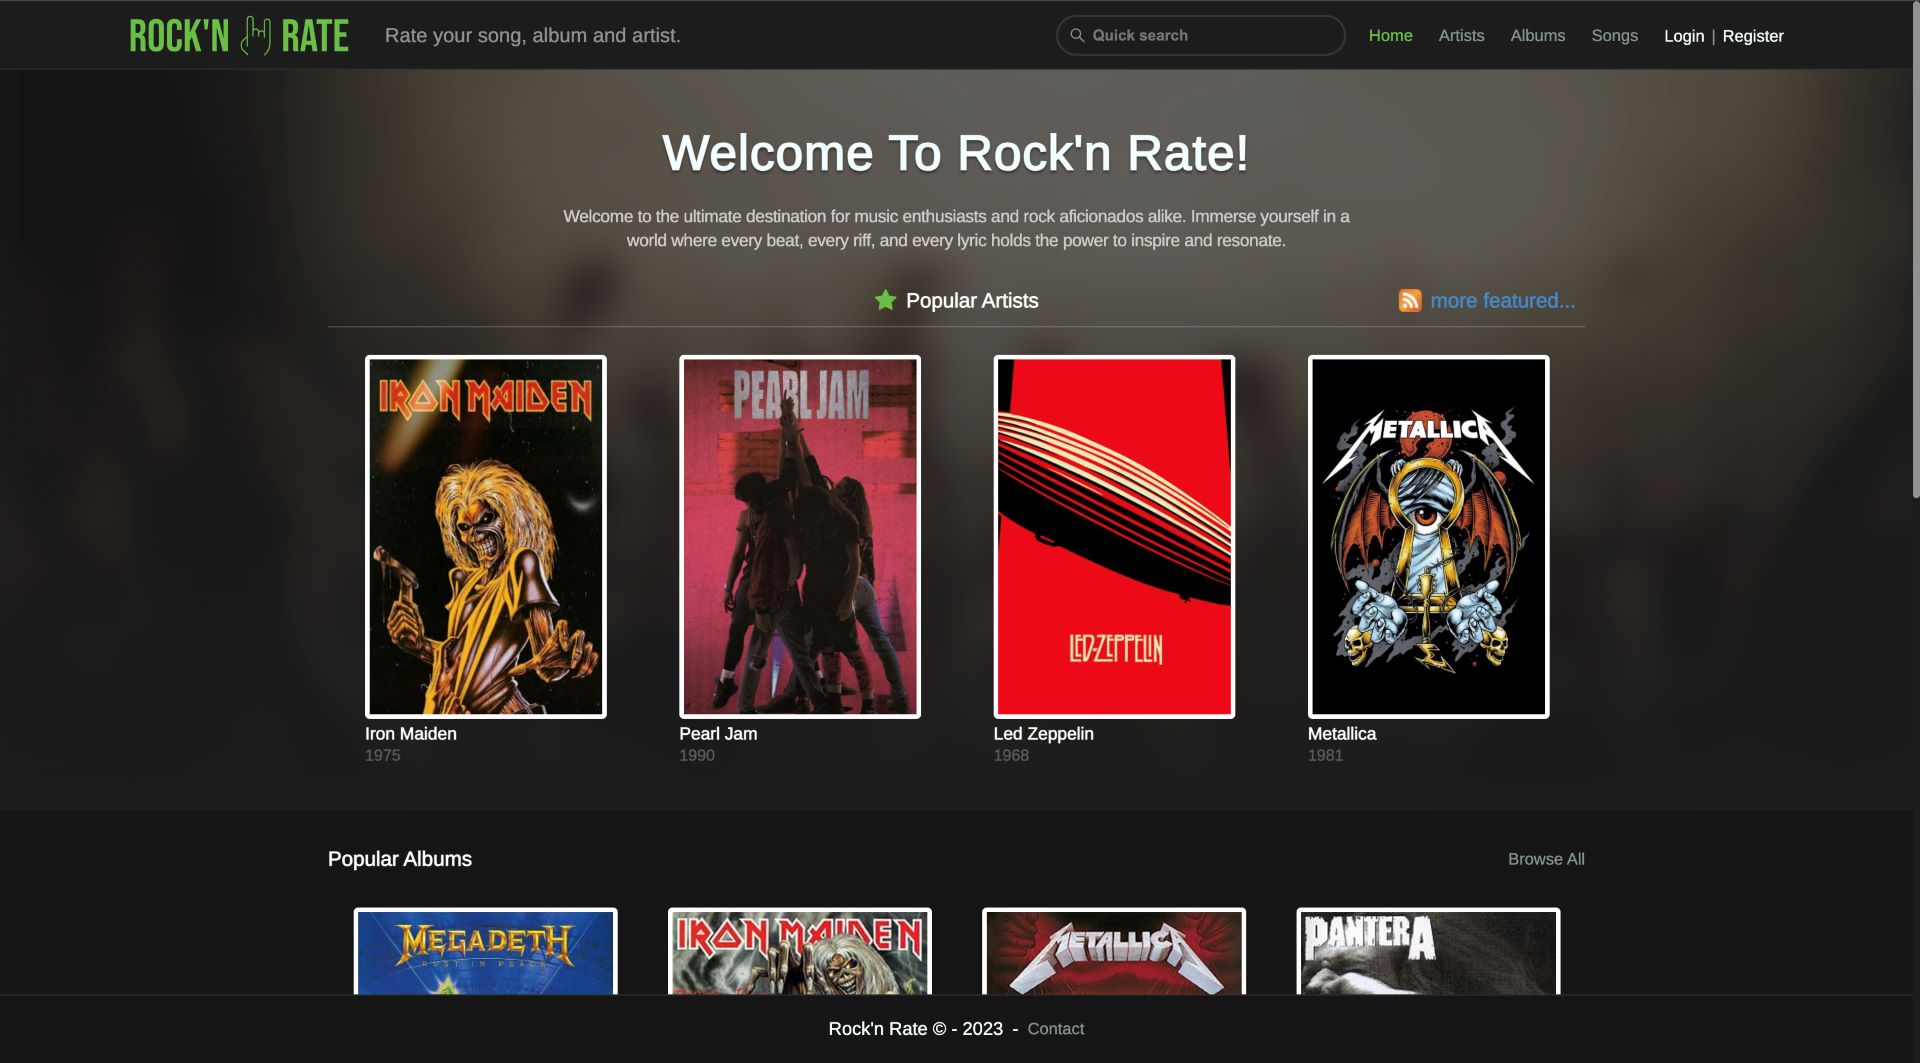 ROCK'N RATE
Rate your song, album and artist.
Quick search
Home
Artists
Albums
Songs
Login | Register
Welcome To Rock'n Rate!
Welcome to the ultimate destination for music enthusiasts and rock aficionados alike. Immerse yourself in a
world where every beat, every riff, and every lyric holds the power to inspire and resonate.
Popular Artists
more featured...
IRON MAIDEN
PEARL JAM
LED-ZEPPELIN
METALLICA
Iron Maiden
1975
Pearl Jam
1990
Led Zeppelin
1968
Metallica
1981
Popular Albums
Browse All
MEGADETH
RUST IN PEACE
IRON MAIDEN
METALLICA
PANTERA
Rock'n Rate © - 2023 - Contact